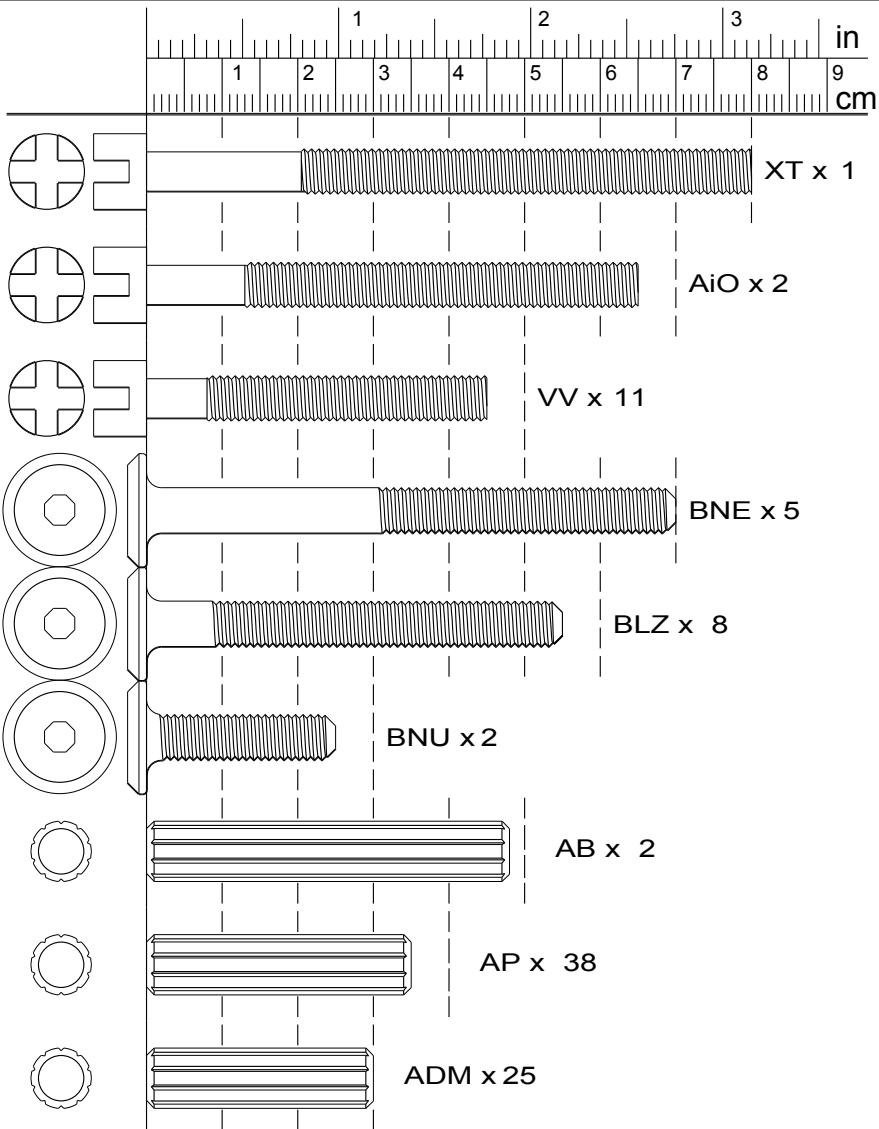 1 2 3 in
1 2 3 4 5 6 7 8 9
cm
XT x 1
AiO x 2
VV x 11
BNE x 5
BLZ x 8
BNU x 2
AB x 2
AP x 38
ADM x 25